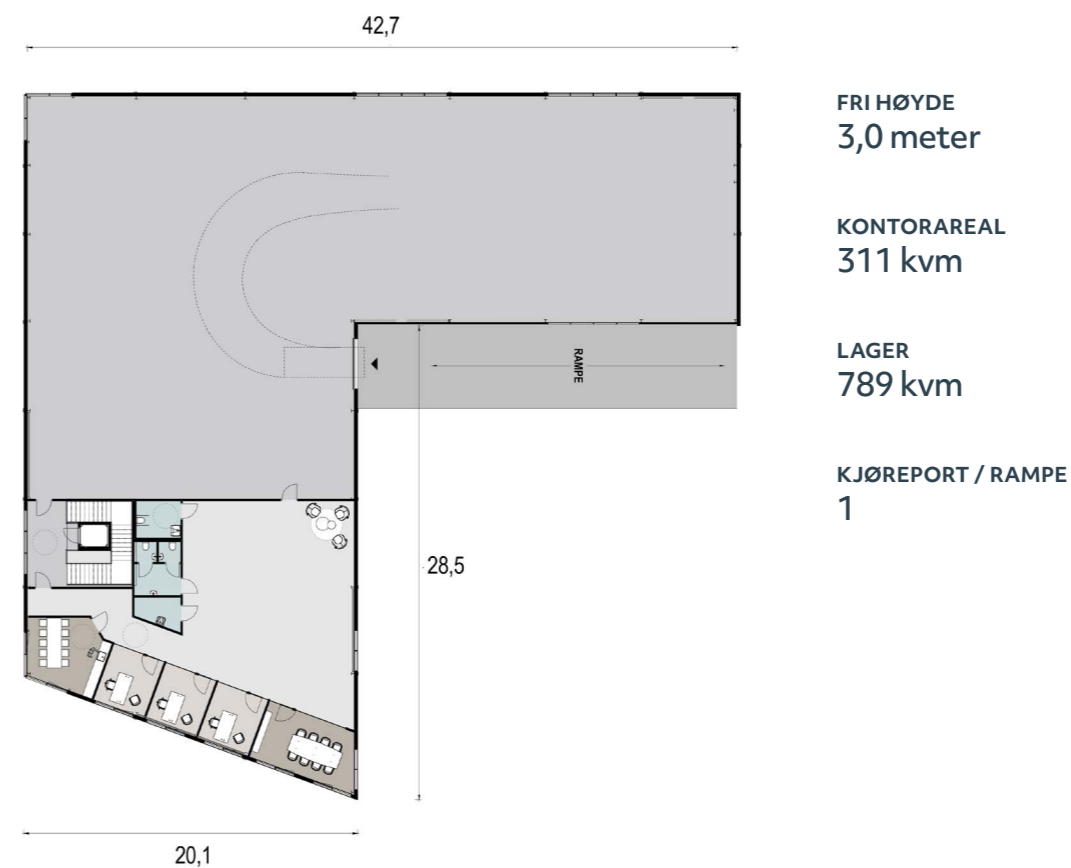 42,7
FRI HØYDE
3,0 meter
KONTORAREAL
311 kvm
LAGER
789 kvm
KJØREPORT / RAMPE
1
RAMPE
28,5
20,1